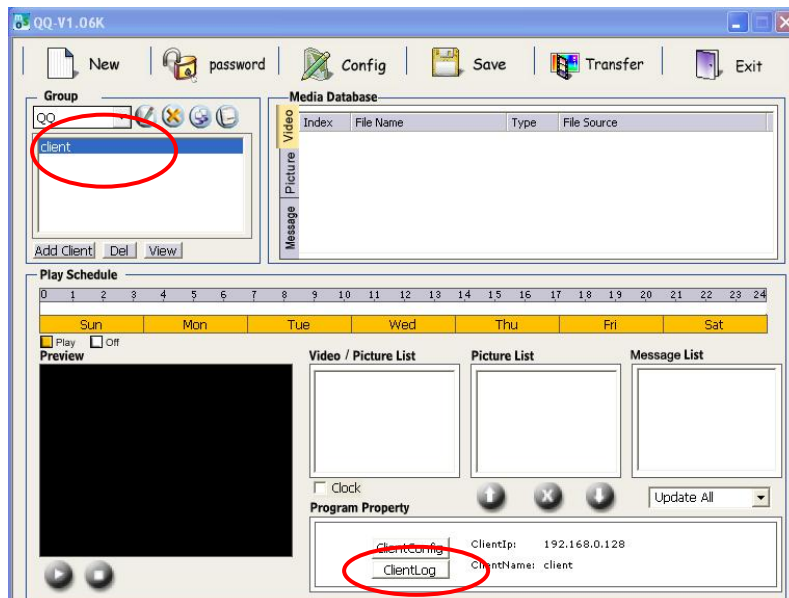 QQ-V1.06K
New password Config Save Transfer Exit
Group
QQ
client
Add Client Del View
Media Database
Video
Picture
Message
Index File Name Type File Source
Play Schedule
0 1 2 3 4 5 6 7 8 9 10 11 12 13 14 15 16 17 18 19 20 21 22 23 24
Sun Mon Tue Wed Thu Fri Sat
Play Off
Preview
Video / Picture List
Picture List
Message List
Clock
Update All
Program Property
ClientConfig ClientIp: 192.168.0.128
ClientLog ClientName: client